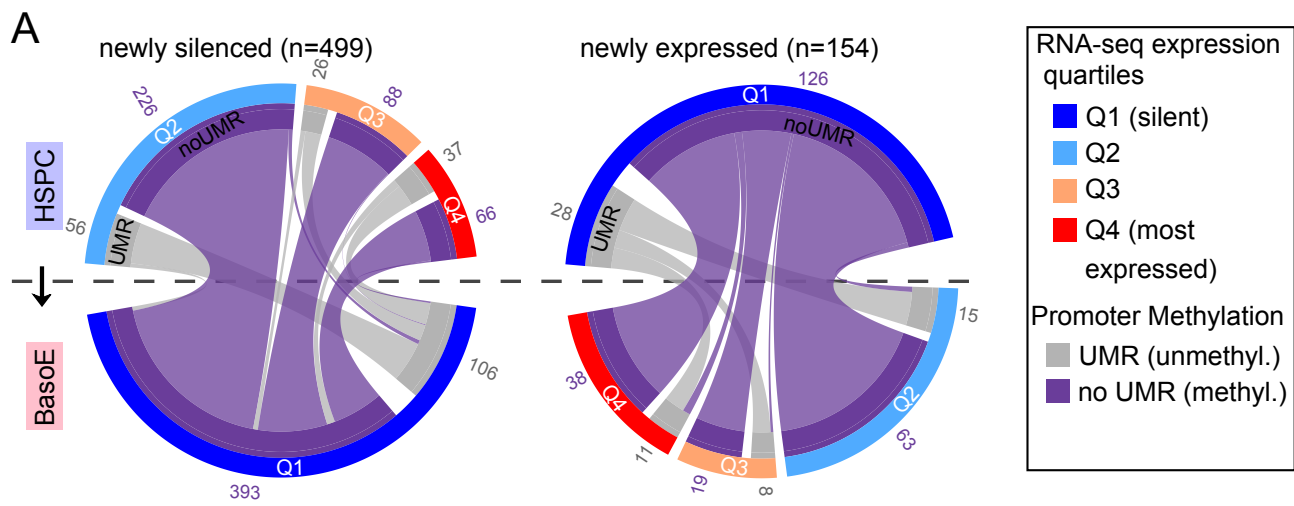 A
newly silenced (n=499)
newly expressed (n=154)
HSPC
BasoE
226
56
26
88
37
66
Q2
noUMR
UMR
Q3
Q4
106
Q1
393
126
Q1
noUMR
28
UMR
15
Q2
63
38
Q4
11
19
Q3
8
RNA-seq expression
quartiles
Q1 (silent)
Q2
Q3
Q4 (most
expressed)
Promoter Methylation
UMR (unmethyl.)
no UMR (methyl.)